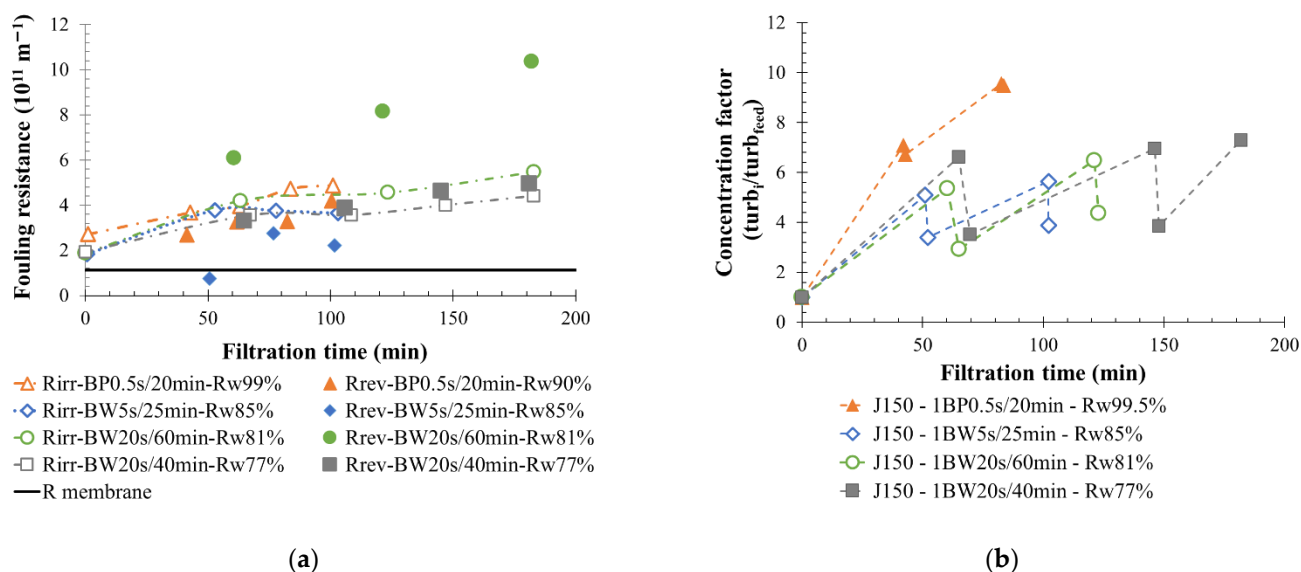 Fouling resistance (10¹¹ m⁻¹)
12
10
8
6
4
2
0
0 50 100 150 200
Filtration time (min)
Rirr-BP0.5s/20min-Rw99% Rrev-BP0.5s/20min-Rw90%
Rirr-BW5s/25min-Rw85% Rrev-BW5s/25min-Rw85%
Rirr-BW20s/60min-Rw81% Rrev-BW20s/60min-Rw81%
Rirr-BW20s/40min-Rw77% Rrev-BW20s/40min-Rw77%
R membrane
(a)
Concentration factor
(turbᵢ/turb_feed)
12
10
8
6
4
2
0
0 50 100 150 200
Filtration time (min)
J150 - 1BP0.5s/20min - Rw99.5%
J150 - 1BW5s/25min - Rw85%
J150 - 1BW20s/60min - Rw81%
J150 - 1BW20s/40min - Rw77%
(b)